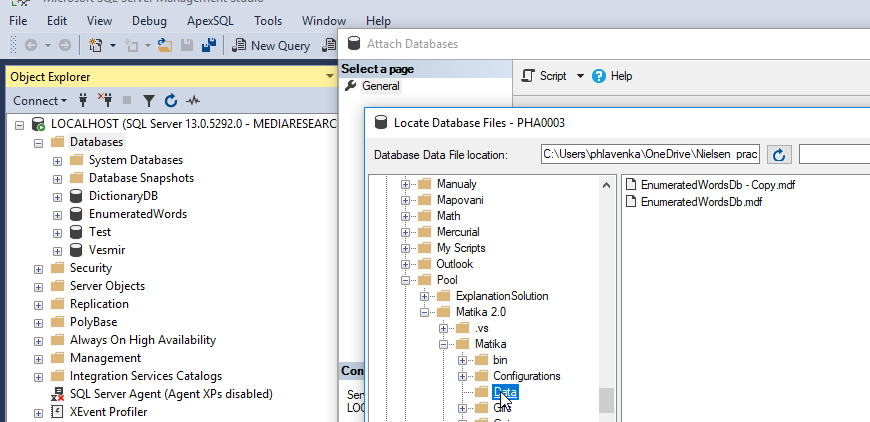 Microsoft SQL Server Management Studio
File Edit View Debug ApexSQL Tools Window Help
New Query
Object Explorer
Connect
LOCALHOST (SQL Server 13.0.5292.0 - MEDIARESEARC
Databases
System Databases
Database Snapshots
DictionaryDB
EnumeratedWords
Test
Vesmir
Security
Server Objects
Replication
PolyBase
Always On High Availability
Management
Integration Services Catalogs
SQL Server Agent (Agent XPs disabled)
XEvent Profiler
Attach Databases
Select a page
General
Script Help
Con
Ser
LOC
Locate Database Files - PHA0003
Database Data File location:
C:\Users\phlavenka\OneDrive\Nielsen prac
Manualy
Mapovani
Math
Mercurial
My Scripts
Outlook
Pool
ExplanationSolution
Matika 2.0
.vs
Matika
bin
Configurations
Data
EnumeratedWordsDb - Copy.mdf
EnumeratedWordsDb.mdf